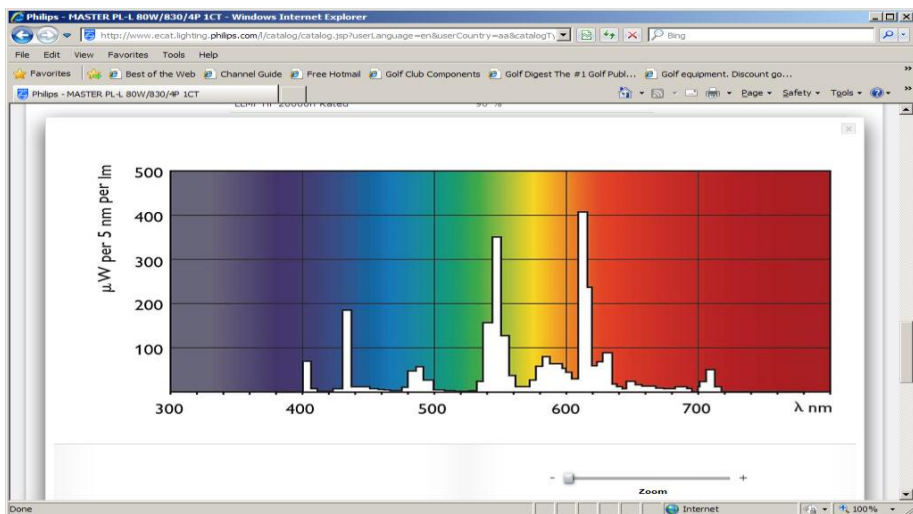 Philips - MASTER PL-L 80W/830/4P 1CT - Windows Internet Explorer
http://www.ecat.lighting.philips.com/l/catalog/catalog.jsp?userLanguage=en&userCountry=aa&catalogTy
Bing
File Edit View Favorites Tools Help
Favorites Best of the Web Channel Guide Free Hotmail Golf Club Components Golf Digest The #1 Golf Publ... Golf equipment. Discount go... »
Philips - MASTER PL-L 80W/830/4P 1CT Page Safety Tools »
90 %
µW per 5 nm per lm
500
400
300
200
100
300 400 500 600 700 λ nm
- +
Zoom
Done Internet 100%